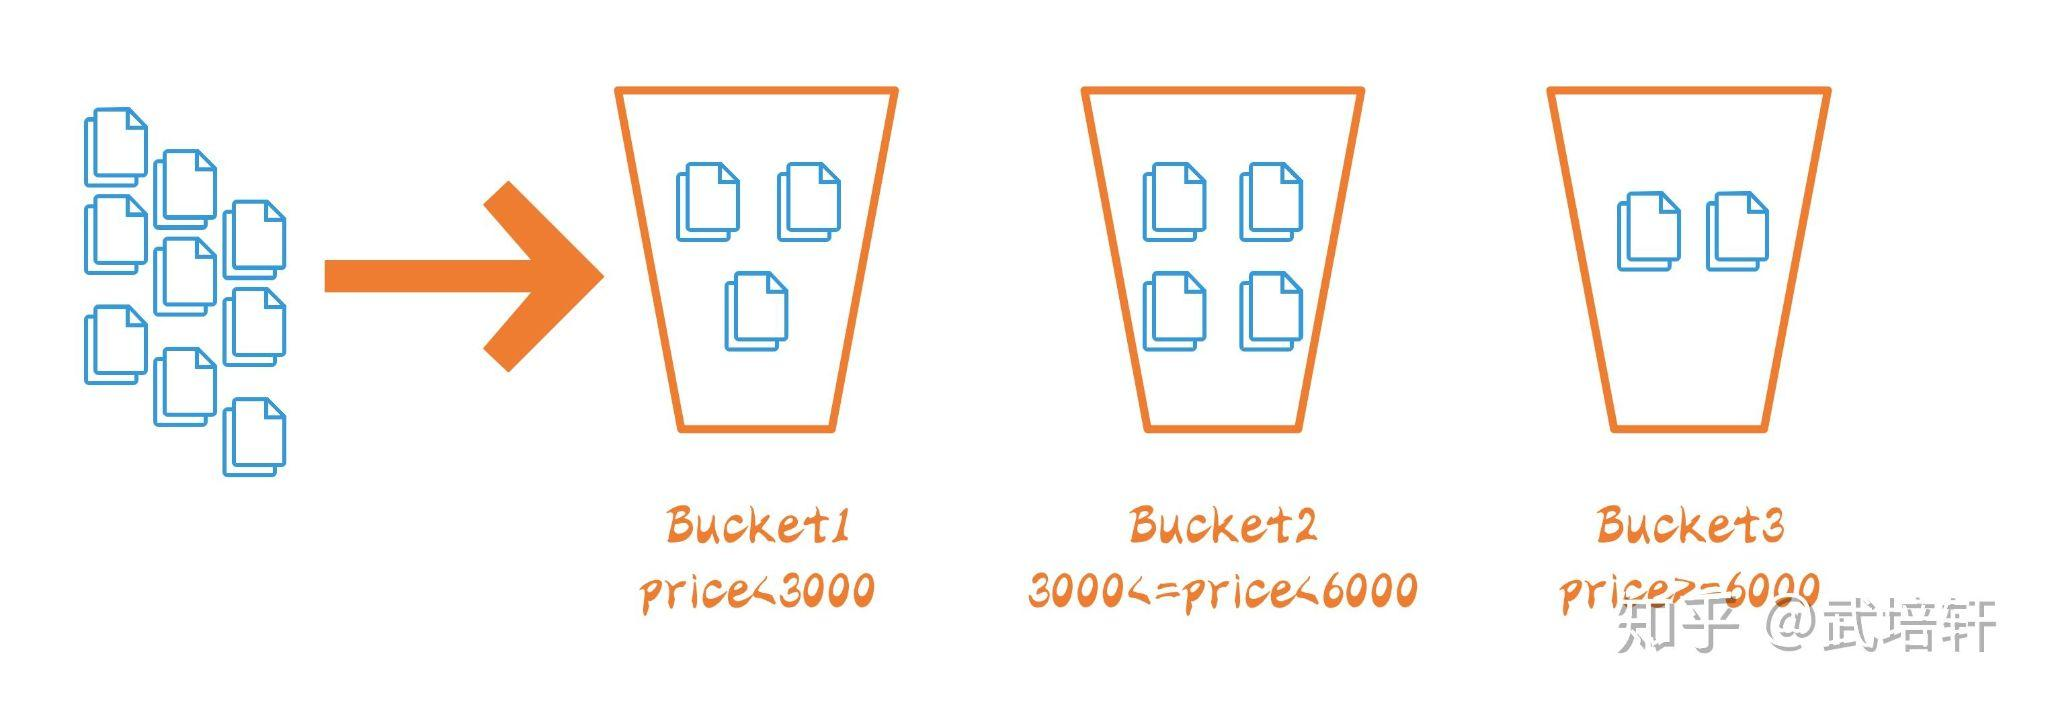 Bucket1
price<3000
Bucket2
3000<=price<6000
Bucket3
price>=6000
知乎 @武培轩